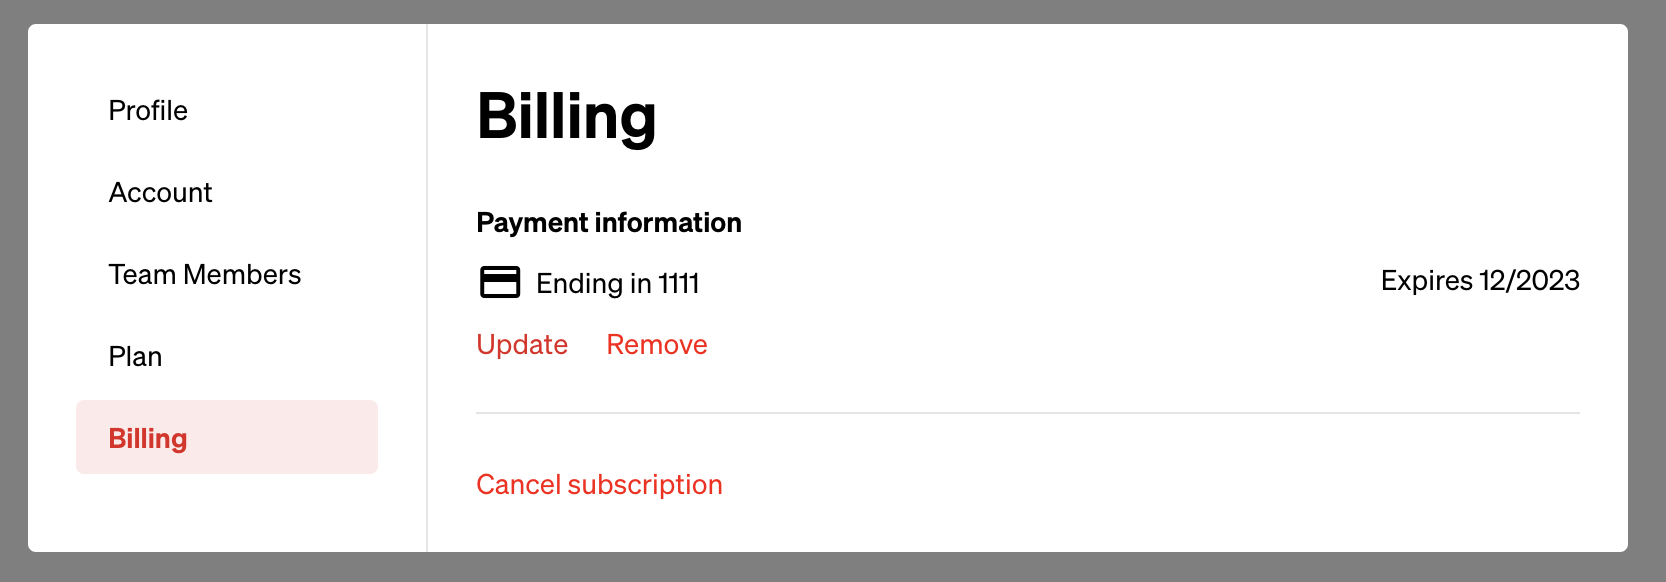 Profile
Account
Team Members
Plan
Billing
Billing
Payment information
Ending in 1111
Expires 12/2023
Update
Remove
Cancel subscription